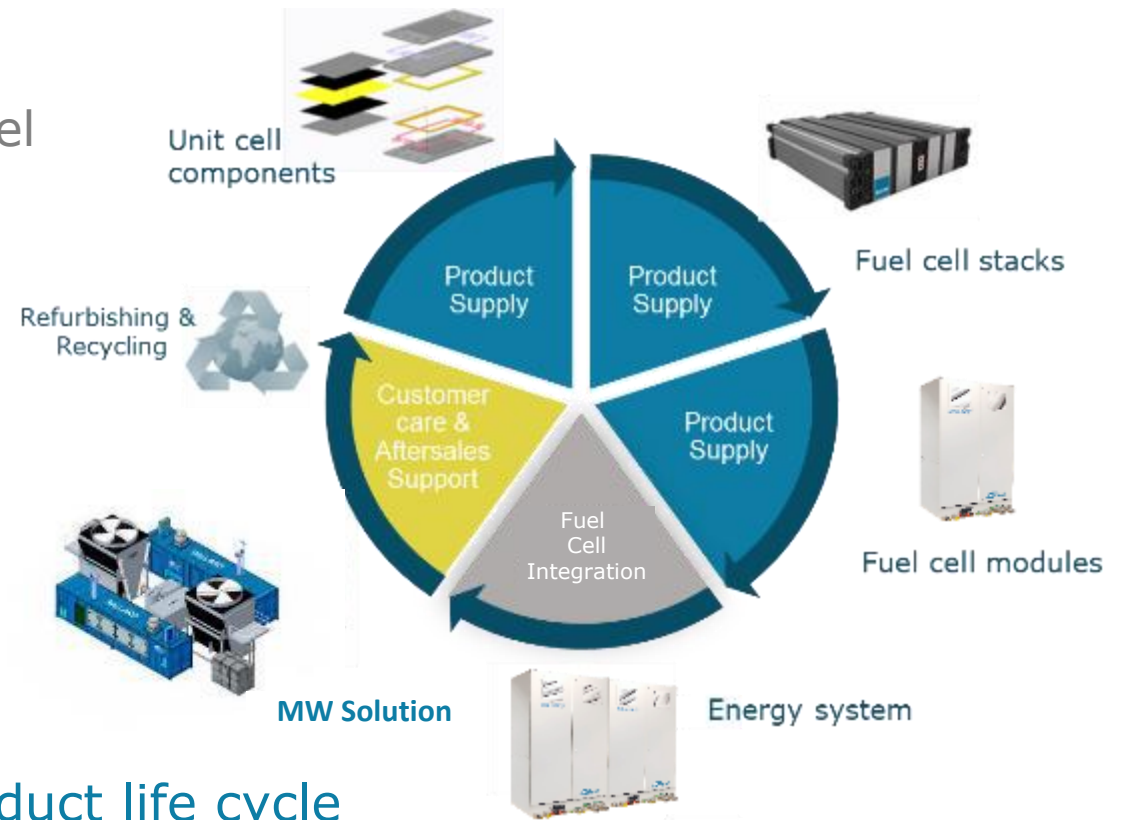 el
Unit cell
components
Fuel cell stacks
Product
Supply
Product
Supply
Refurbishing &
Recycling
Customer
care &
Aftersales
Support
Product
Supply
Fuel
Cell
Integration
Fuel cell modules
MW Solution
Energy system
duct life cycle